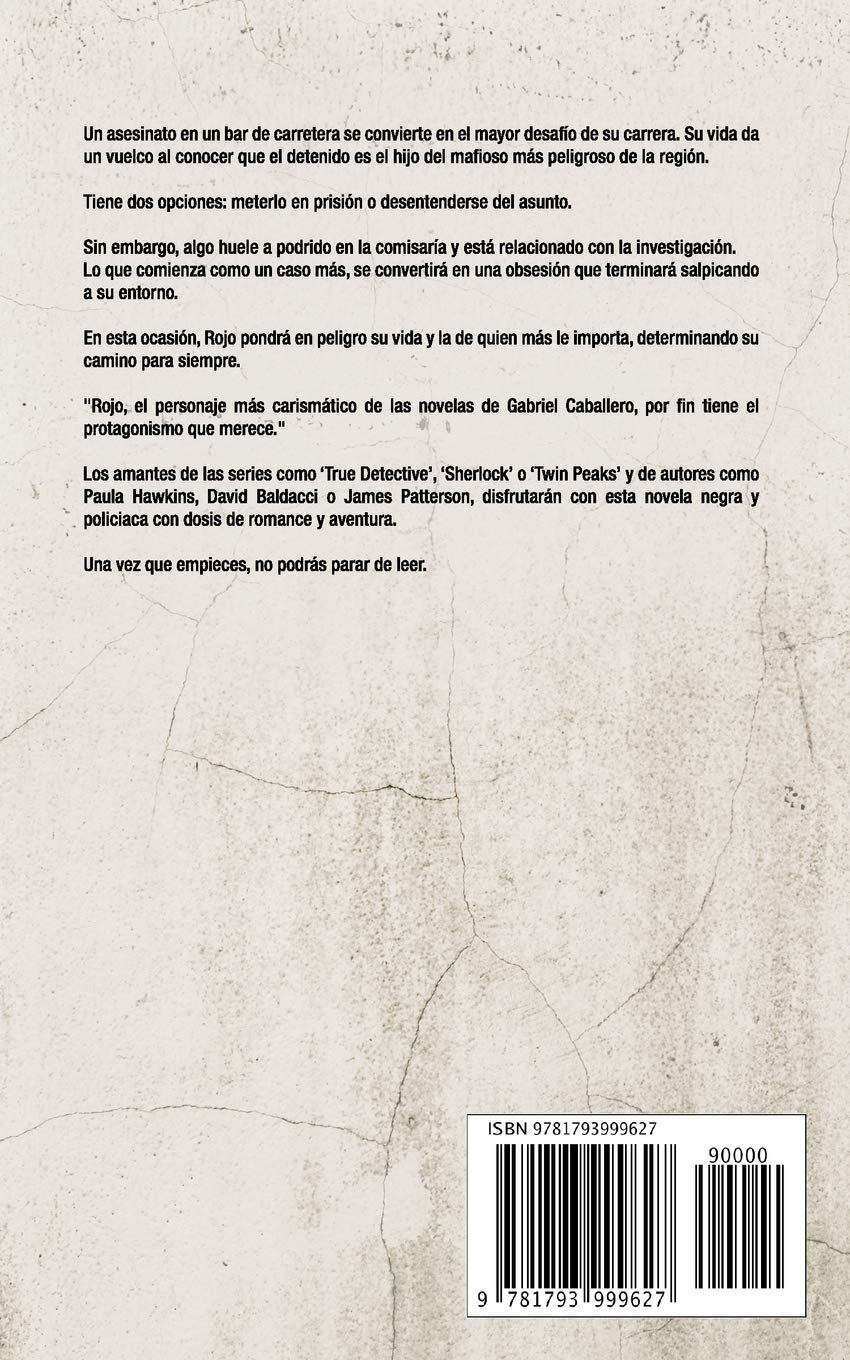 Un asesinato en un bar de carretera se convierte en el mayor desafío de su carrera. Su vida da
un vuelco al conocer que el detenido es el hijo del mafioso más peligroso de la región.
Tiene dos opciones: meterlo en prisión o desentenderse del asunto.
Sin embargo, algo huele a podrido en la comisaría y está relacionado con la investigación.
Lo que comienza como un caso más, se convertirá en una obsesión que terminará salpicando
a su entorno.
En esta ocasión, Rojo pondrá en peligro su vida y la de quien más le importa, determinando su
camino para siempre.
"Rojo, el personaje más carismático de las novelas de Gabriel Caballero, por fin tiene el
protagonismo que merece."
Los amantes de las series como ‘True Detective’, ‘Sherlock’ o ‘Twin Peaks’ y de autores como
Paula Hawkins, David Baldacci o James Patterson, disfrutarán con esta novela negra y
policiaca con dosis de romance y aventura.
Una vez que empieces, no podrás parar de leer.
ISBN 9781793999627
90000
9 781793 999627